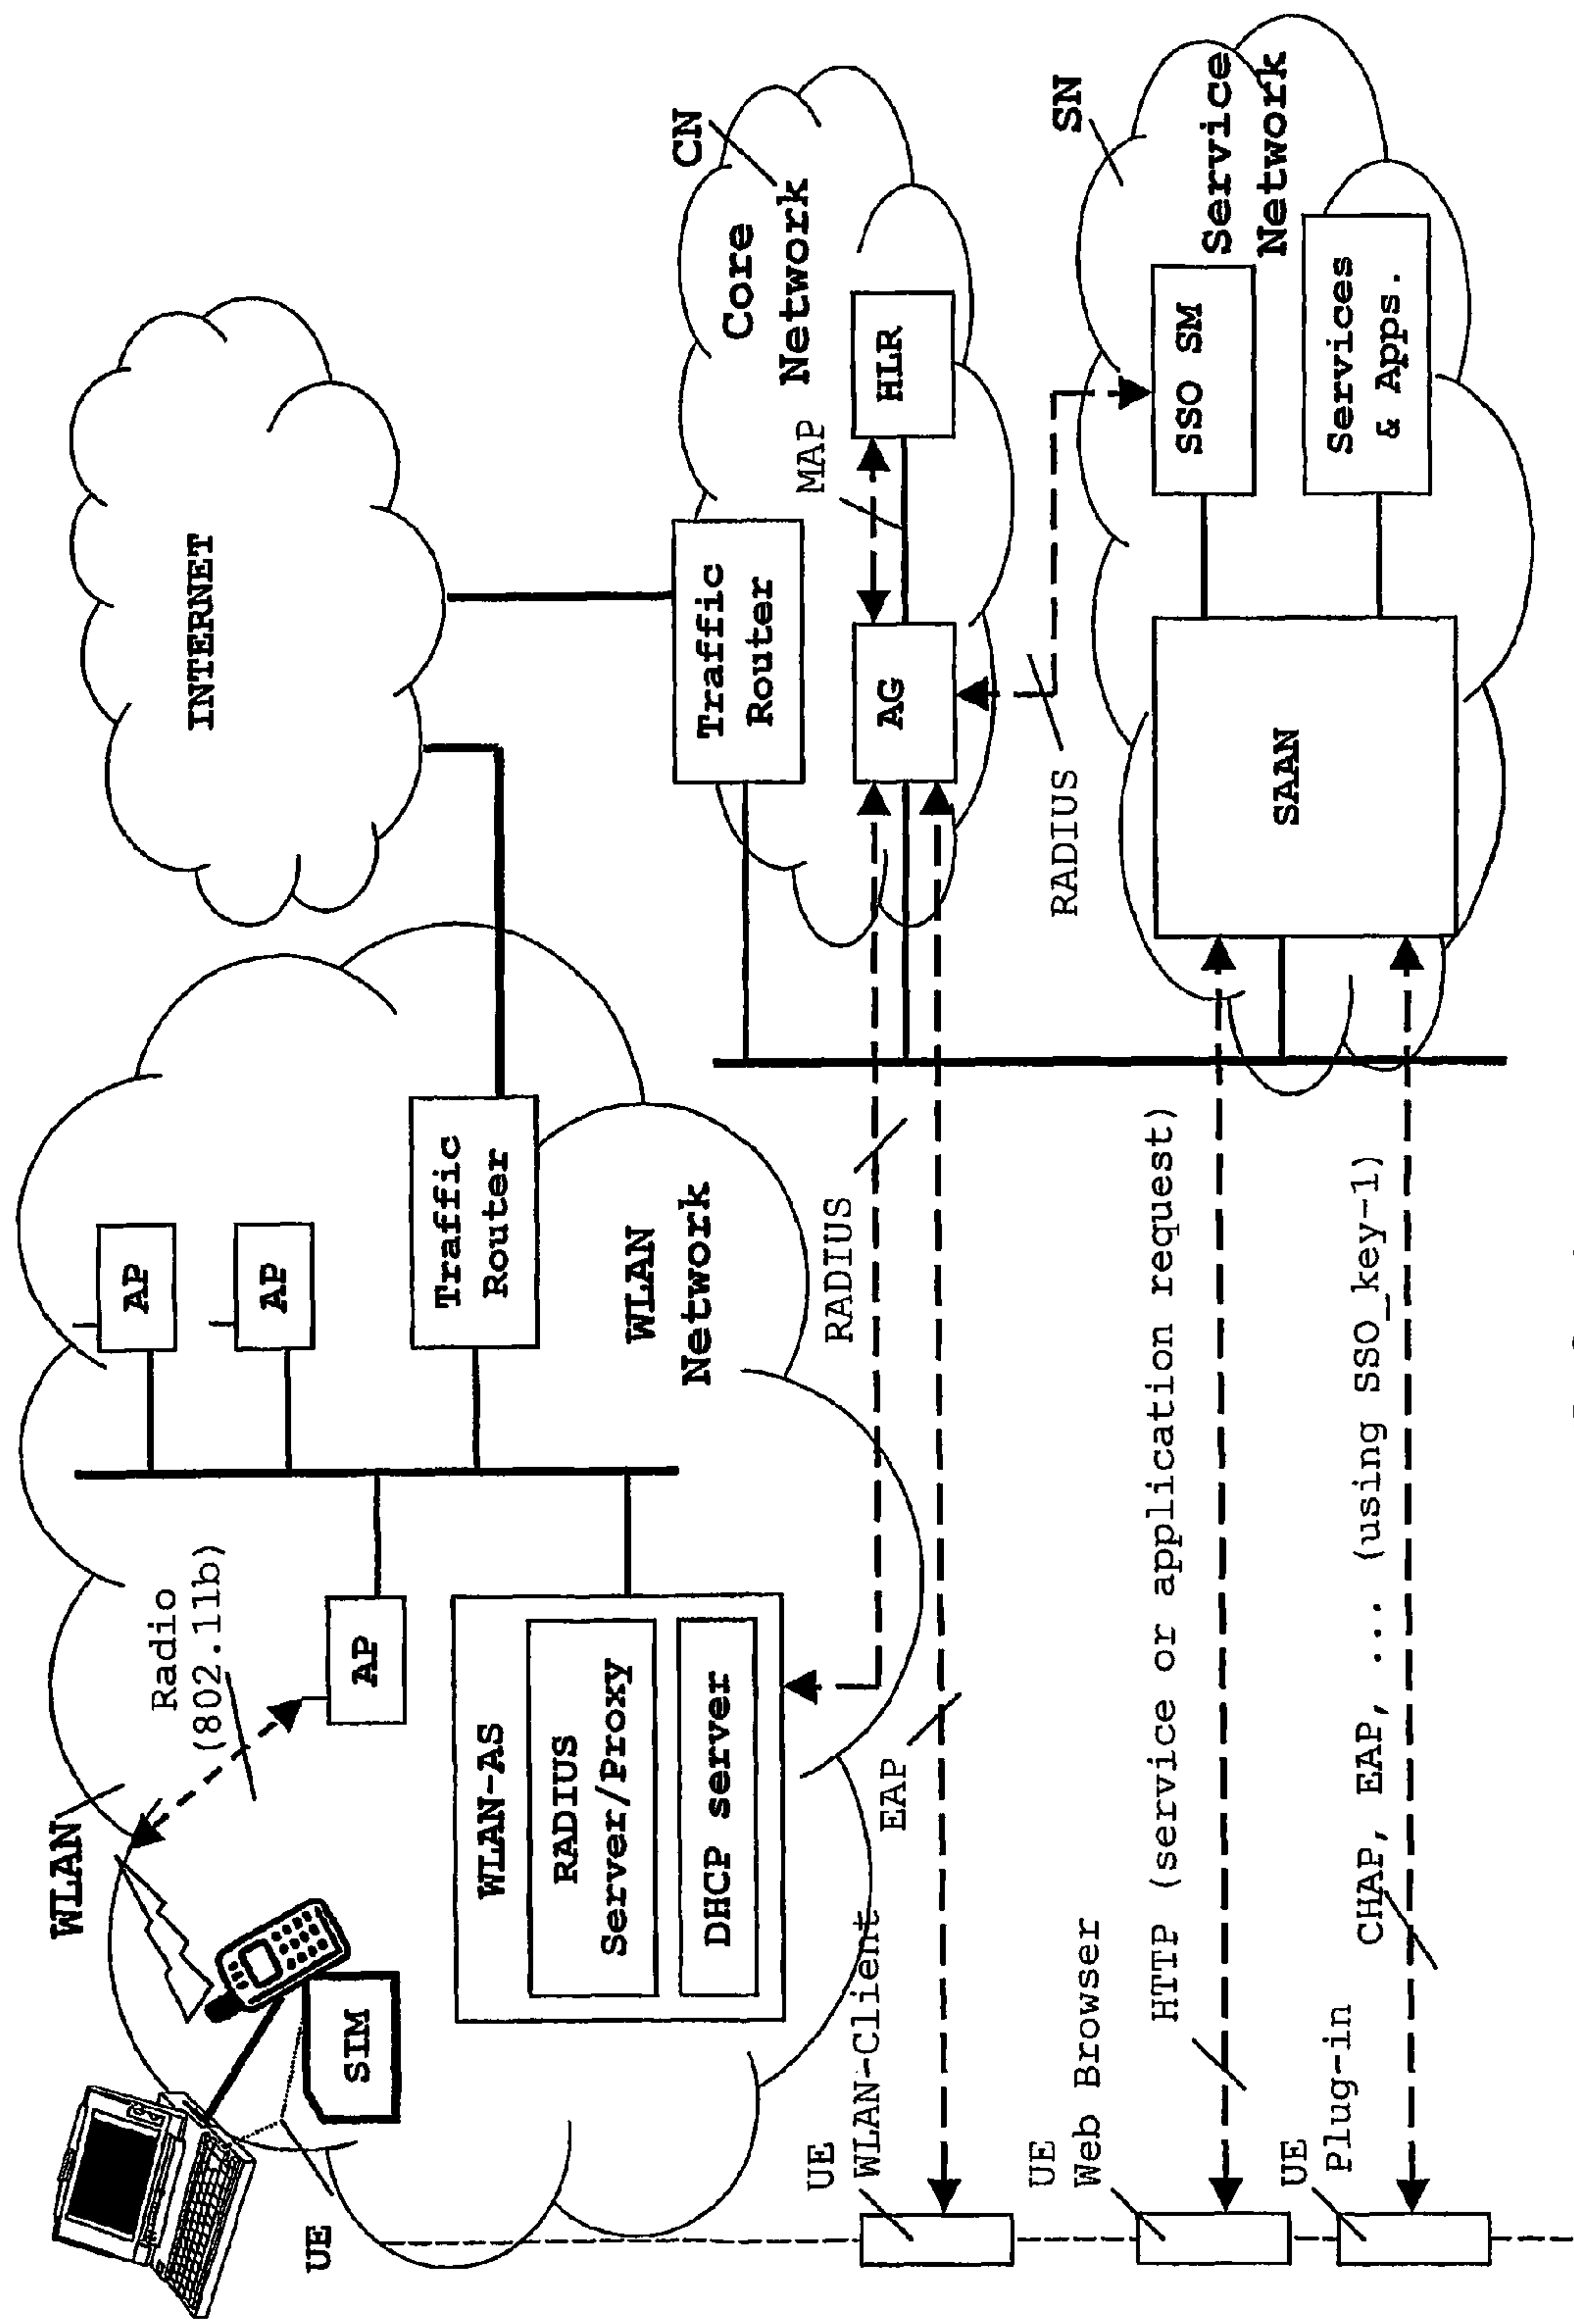 WLAN
Radio
(802.11b)
AP
AP
AP
INTERNET
SIM
UE
WLAN-AS
RADIUS
Server/Proxy
DHCP server
Traffic
Router
WLAN
Network
Traffic
Router
Core
Network
CN
MAP
AG
HLR
RADIUS
EAP
UE
WLAN-Client
RADIUS
SN
Service
Network
SSO SM
Services
& Apps.
SAAN
UE
Web Browser
HTTP (service or application request)
UE
Plug-in
CHAP, EAP, ... (using SSO_key-1)